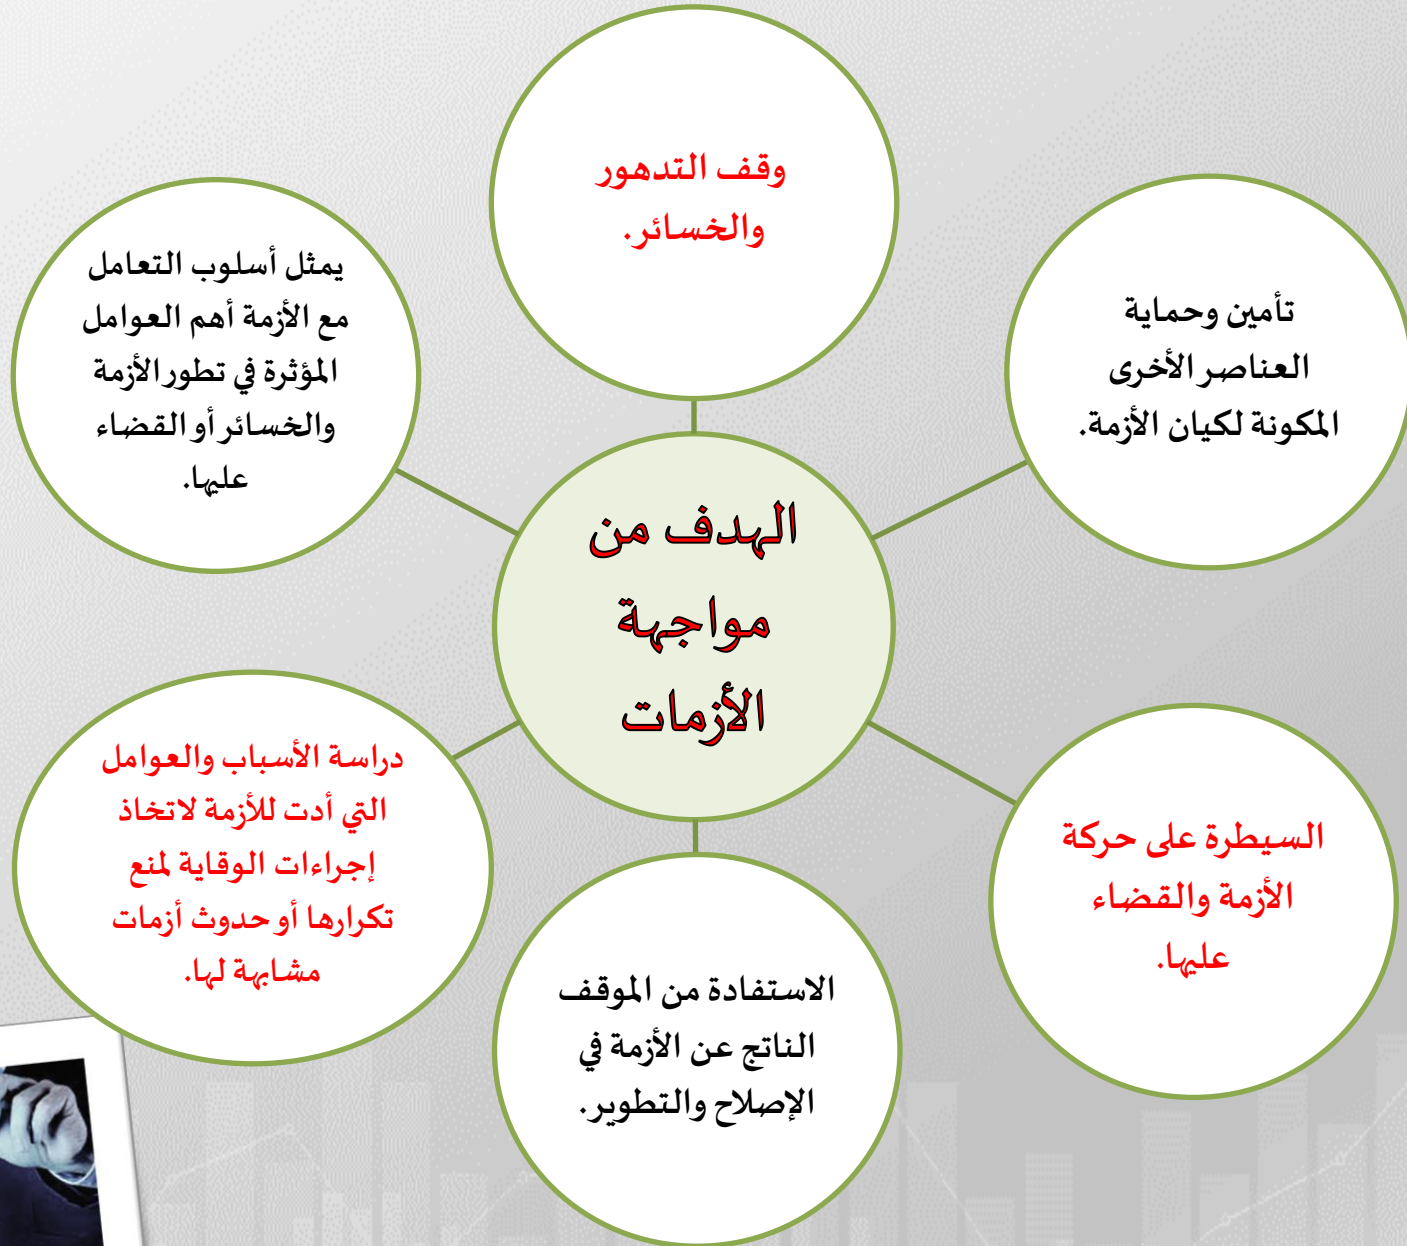 الهدف من
مواجهة
الأزمات
وقف التدهور
والخسائر.
تأمين وحماية
العناصر الأخرى
المكونة لكيان الأزمة.
السيطرة على حركة
الأزمة والقضاء
عليها.
الاستفادة من الموقف
الناتج عن الأزمة في
الإصلاح والتطوير.
دراسة الأسباب والعوامل
التي أدت للأزمة لاتخاذ
إجراءات الوقاية لمنع
تكرارها أو حدوث أزمات
مشابهة لها.
يمثل أسلوب التعامل
مع الأزمة أهم العوامل
المؤثرة في تطور الأزمة
والخسائر أو القضاء
عليها.